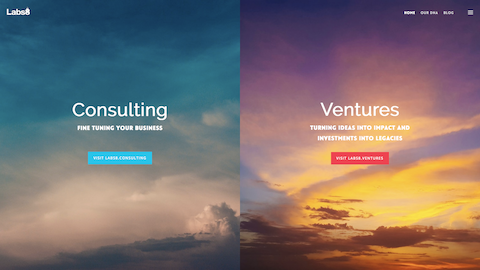 Labs8
HOME OUR DNA BLOG
Consulting
FINE TUNING YOUR BUSINESS
VISIT LABS8.CONSULTING
Ventures
TURNING IDEAS INTO IMPACT AND
INVESTMENTS INTO LEGACIES
VISIT LABS8.VENTURES